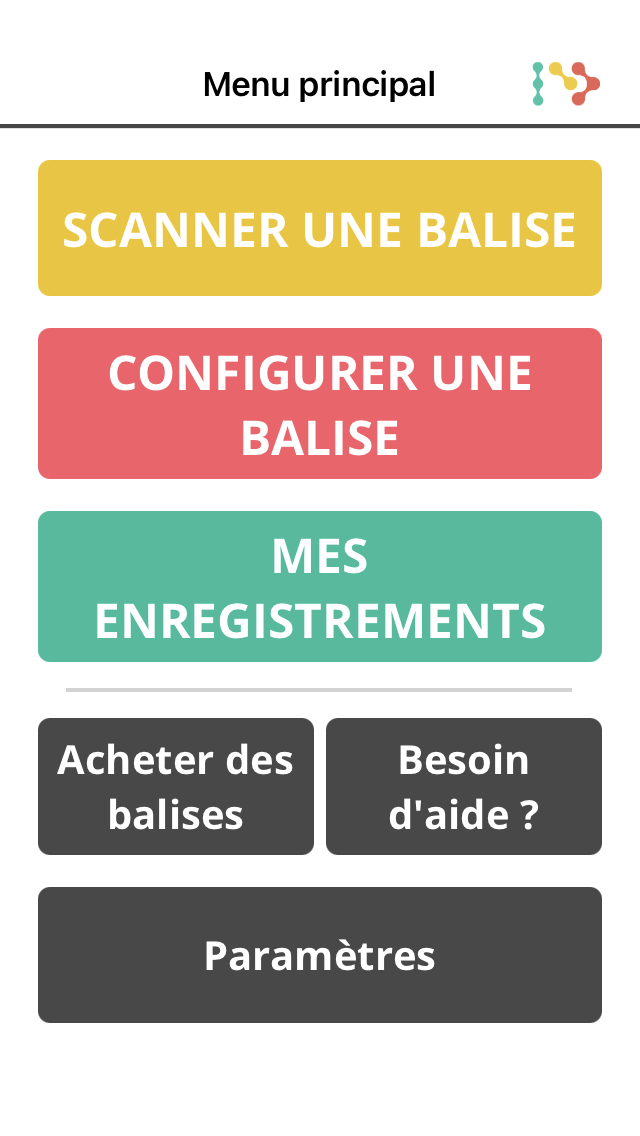 Menu principal
SCANNER UNE BALISE
CONFIGURER UNE
BALISE
MES
ENREGISTREMENTS
Acheter des
balises
Besoin
d'aide ?
Paramètres